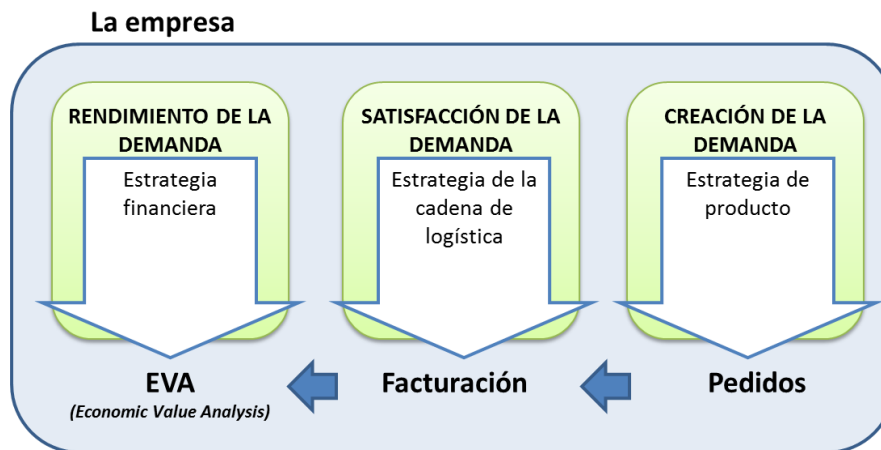 La empresa
RENDIMIENTO DE LA
DEMANDA
Estrategia
financiera
SATISFACCIÓN DE LA
DEMANDA
Estrategia de la
cadena de
logística
CREACIÓN DE LA
DEMANDA
Estrategia de
producto
EVA
(Economic Value Analysis)
Facturación
Pedidos